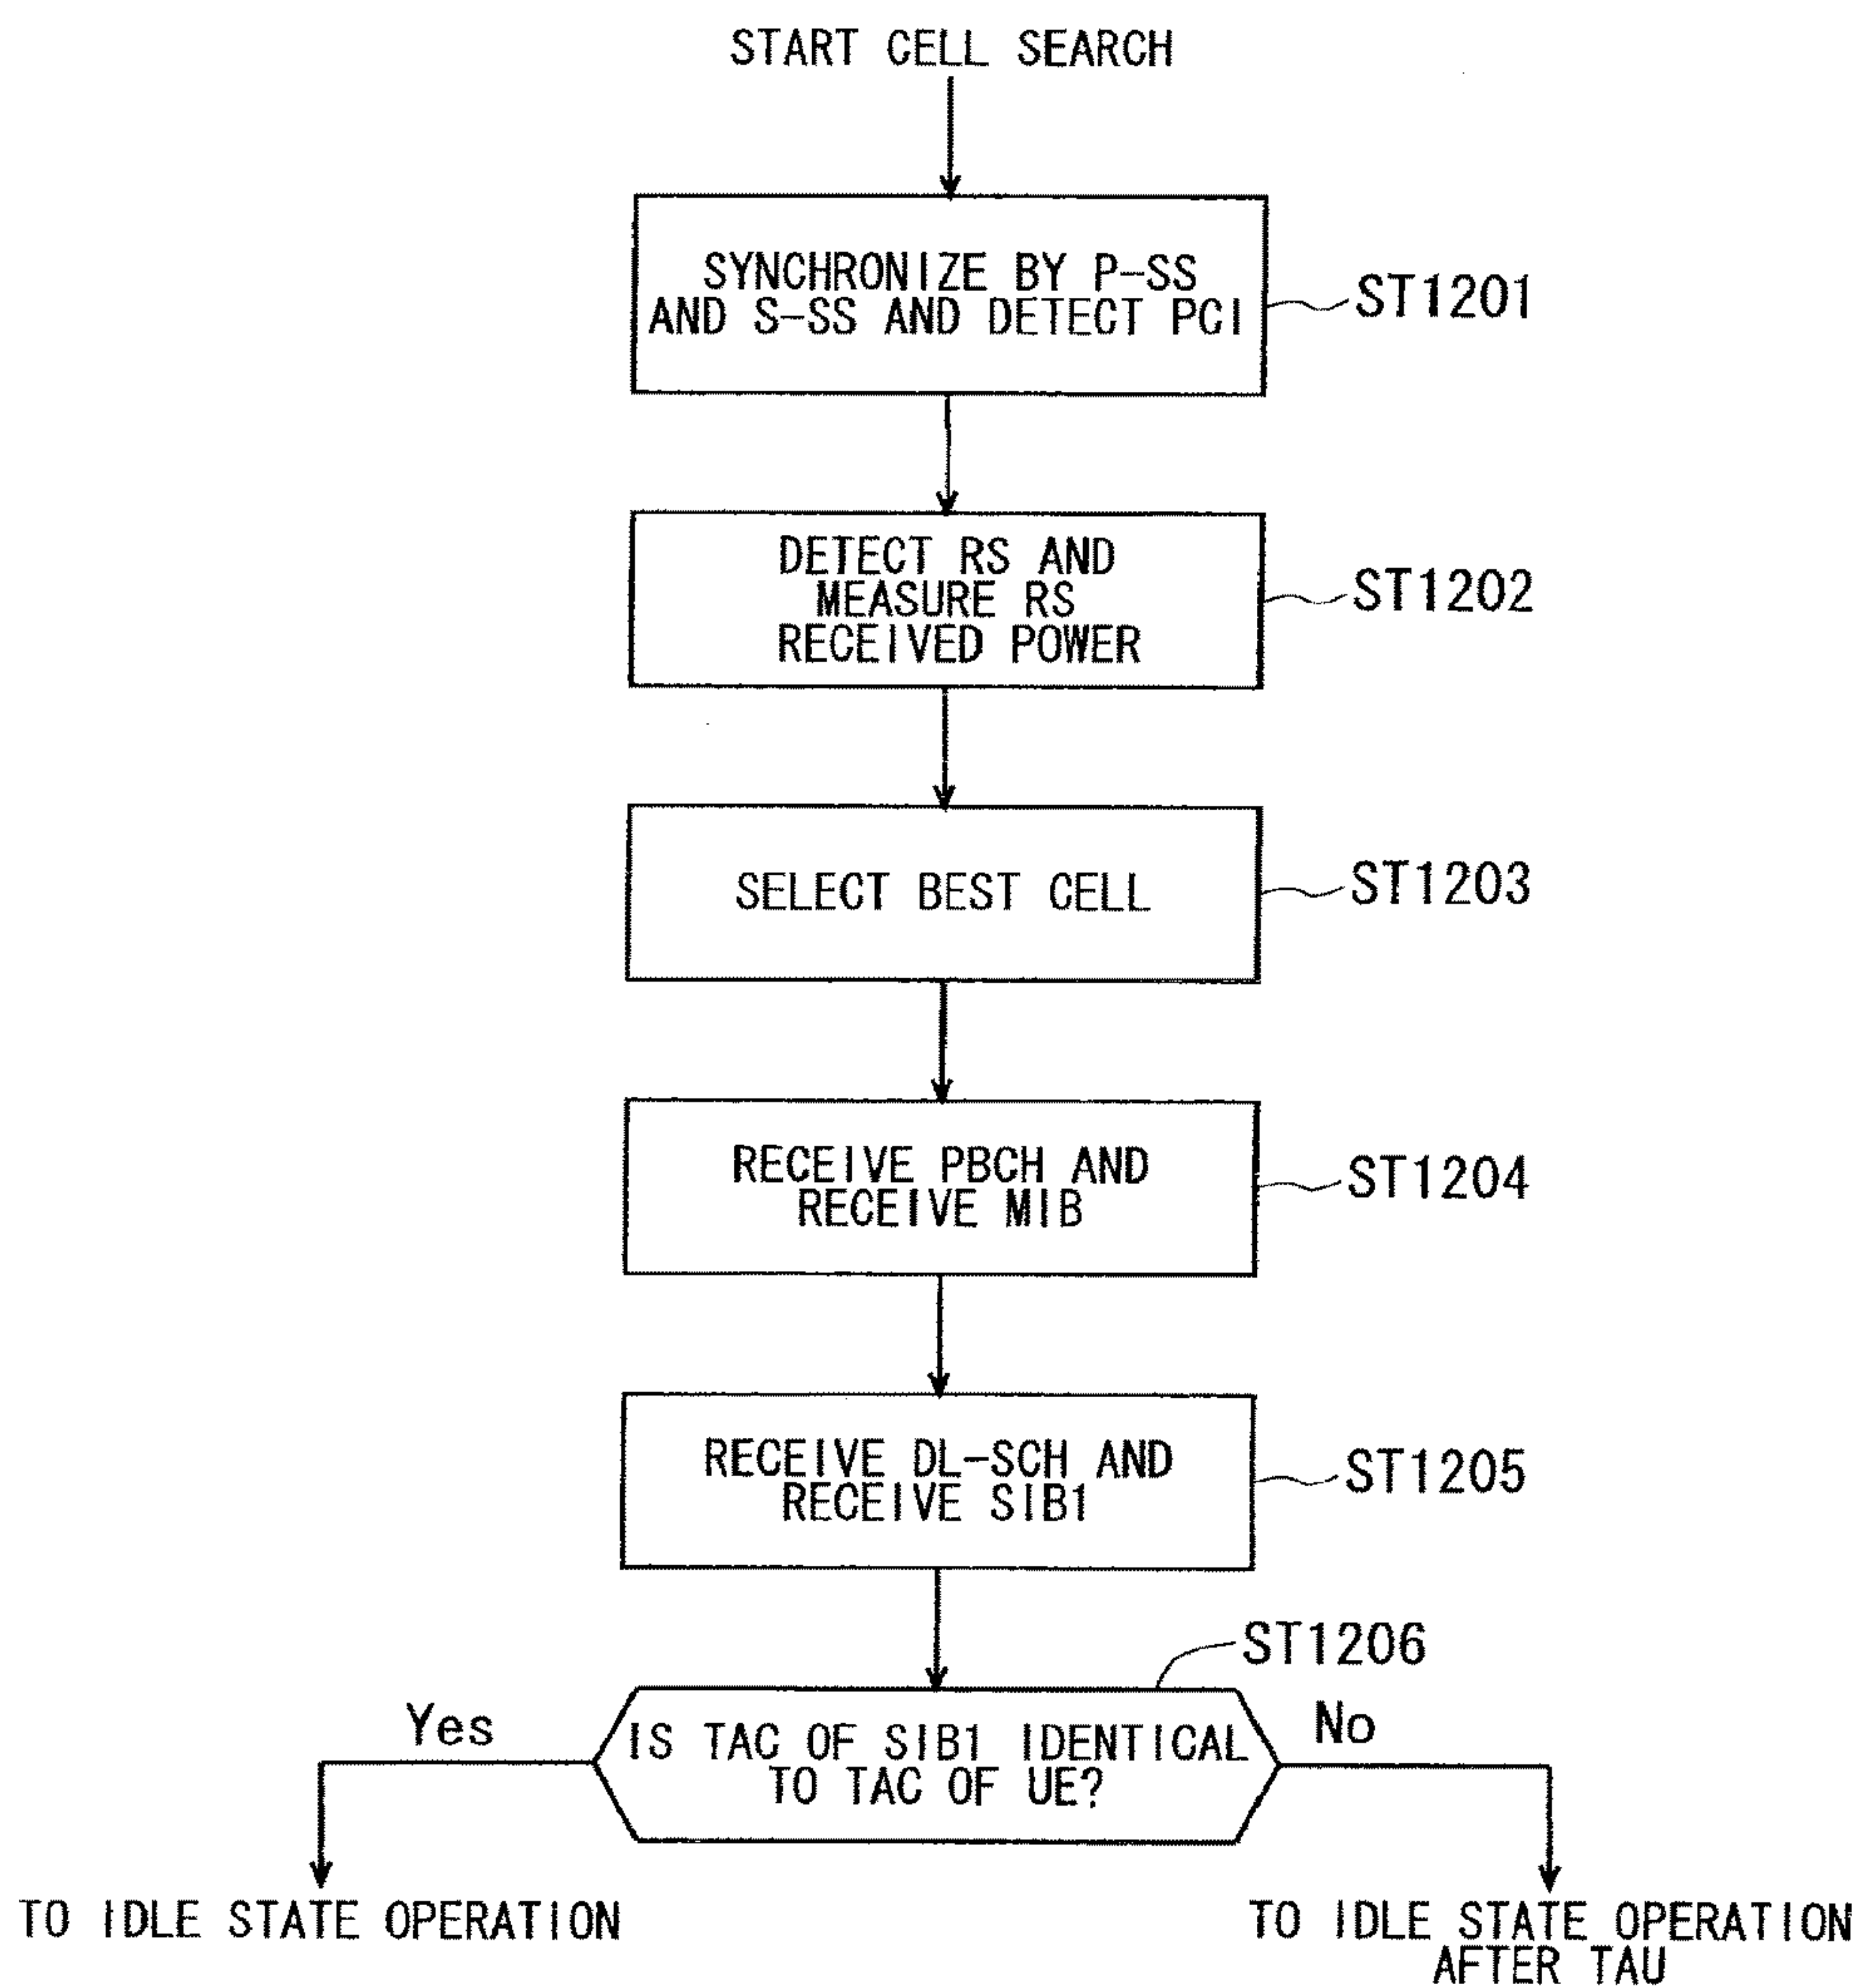 START CELL SEARCH
SYNCHRONIZE BY P-SS
AND S-SS AND DETECT PCI
ST1201
DETECT RS AND
MEASURE RS
RECEIVED POWER
ST1202
SELECT BEST CELL
ST1203
RECEIVE PBCH AND
RECEIVE MIB
ST1204
RECEIVE DL-SCH AND
RECEIVE SIB1
ST1205
ST1206
Yes
IS TAC OF SIB1 IDENTICAL
TO TAC OF UE?
No
TO IDLE STATE OPERATION
TO IDLE STATE OPERATION
AFTER TAU